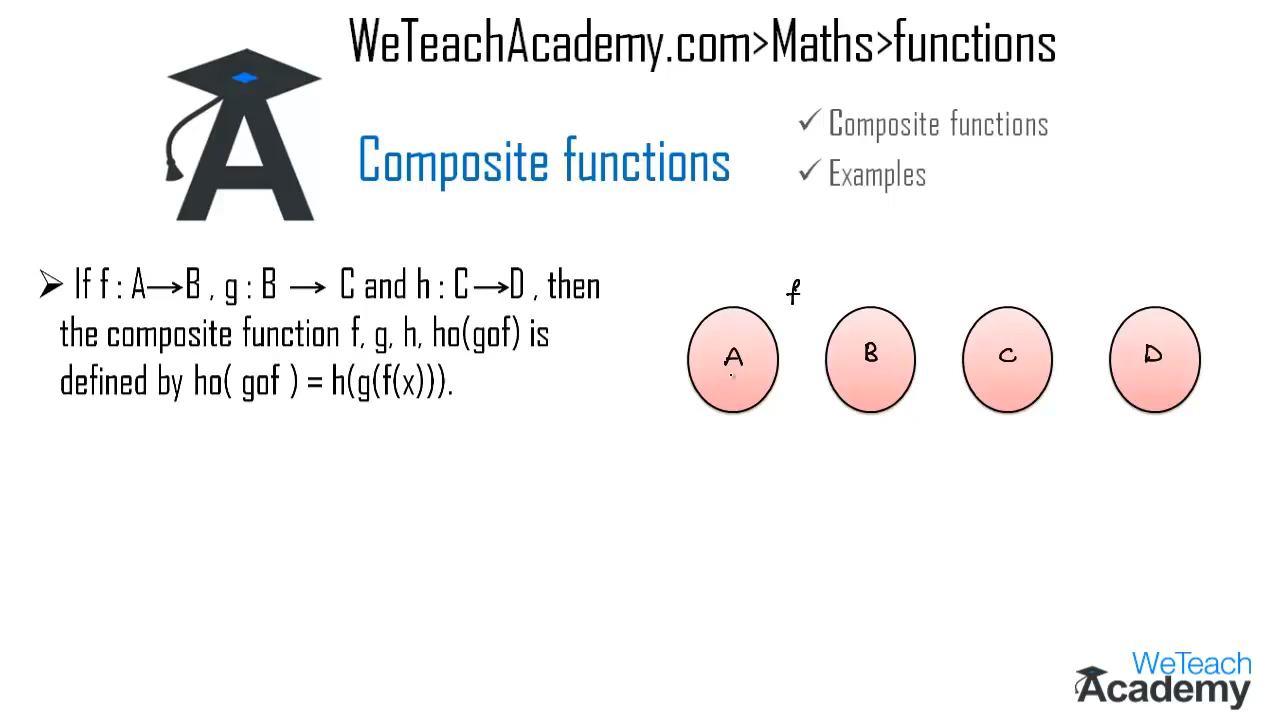 WeTeachAcademy.com>Maths>functions
A
Composite functions
✓ Composite functions
✓ Examples
➢ If f : A→B , g : B → C and h : C→D , then
the composite function f, g, h, ho(gof) is
defined by ho( gof ) = h(g(f(x))).
f
A B C D
WeTeach
Academy